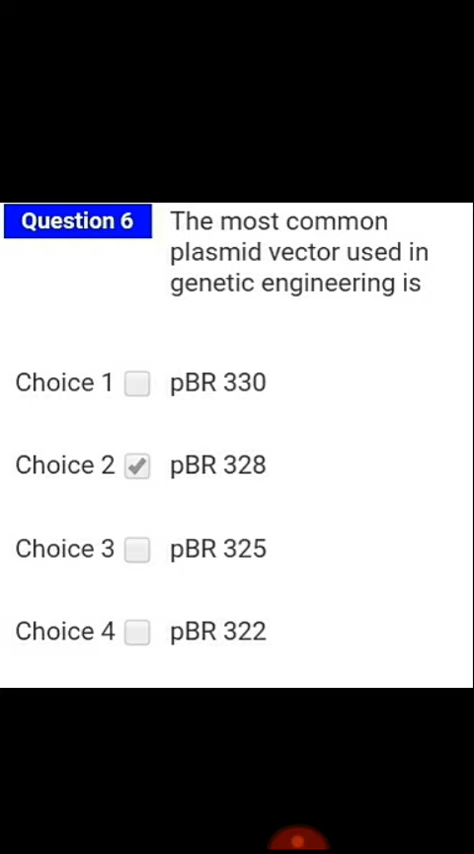 Question 6
The most common
plasmid vector used in
genetic engineering is
Choice 1 pBR 330
Choice 2 pBR 328
Choice 3 pBR 325
Choice 4 pBR 322